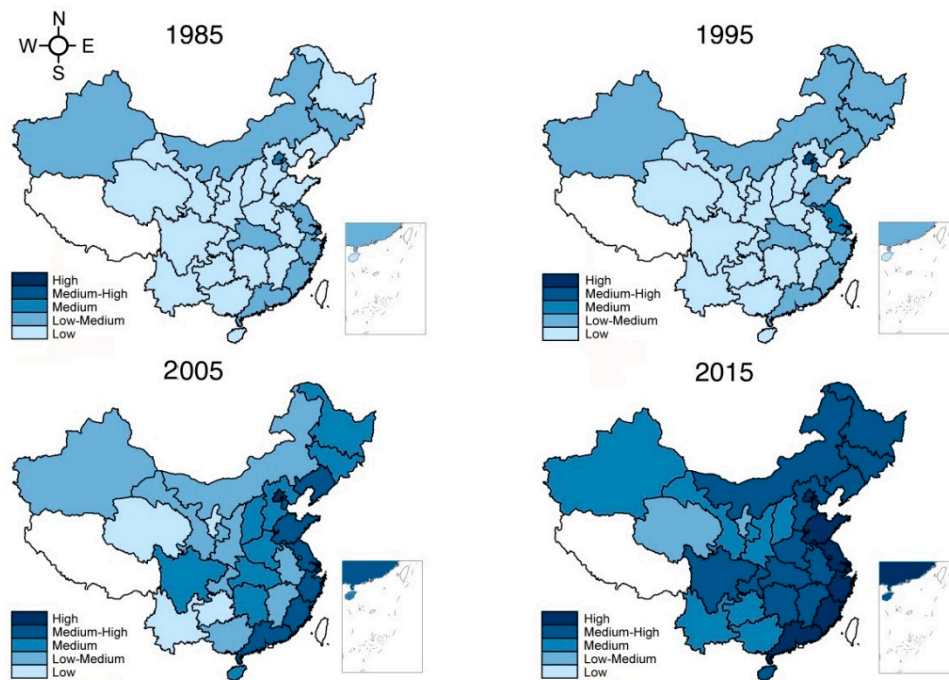 N
W E
S
1985
1995
High
Medium-High
Medium
Low-Medium
Low
High
Medium-High
Medium
Low-Medium
Low
2005
2015
High
Medium-High
Medium
Low-Medium
Low
High
Medium-High
Medium
Low-Medium
Low